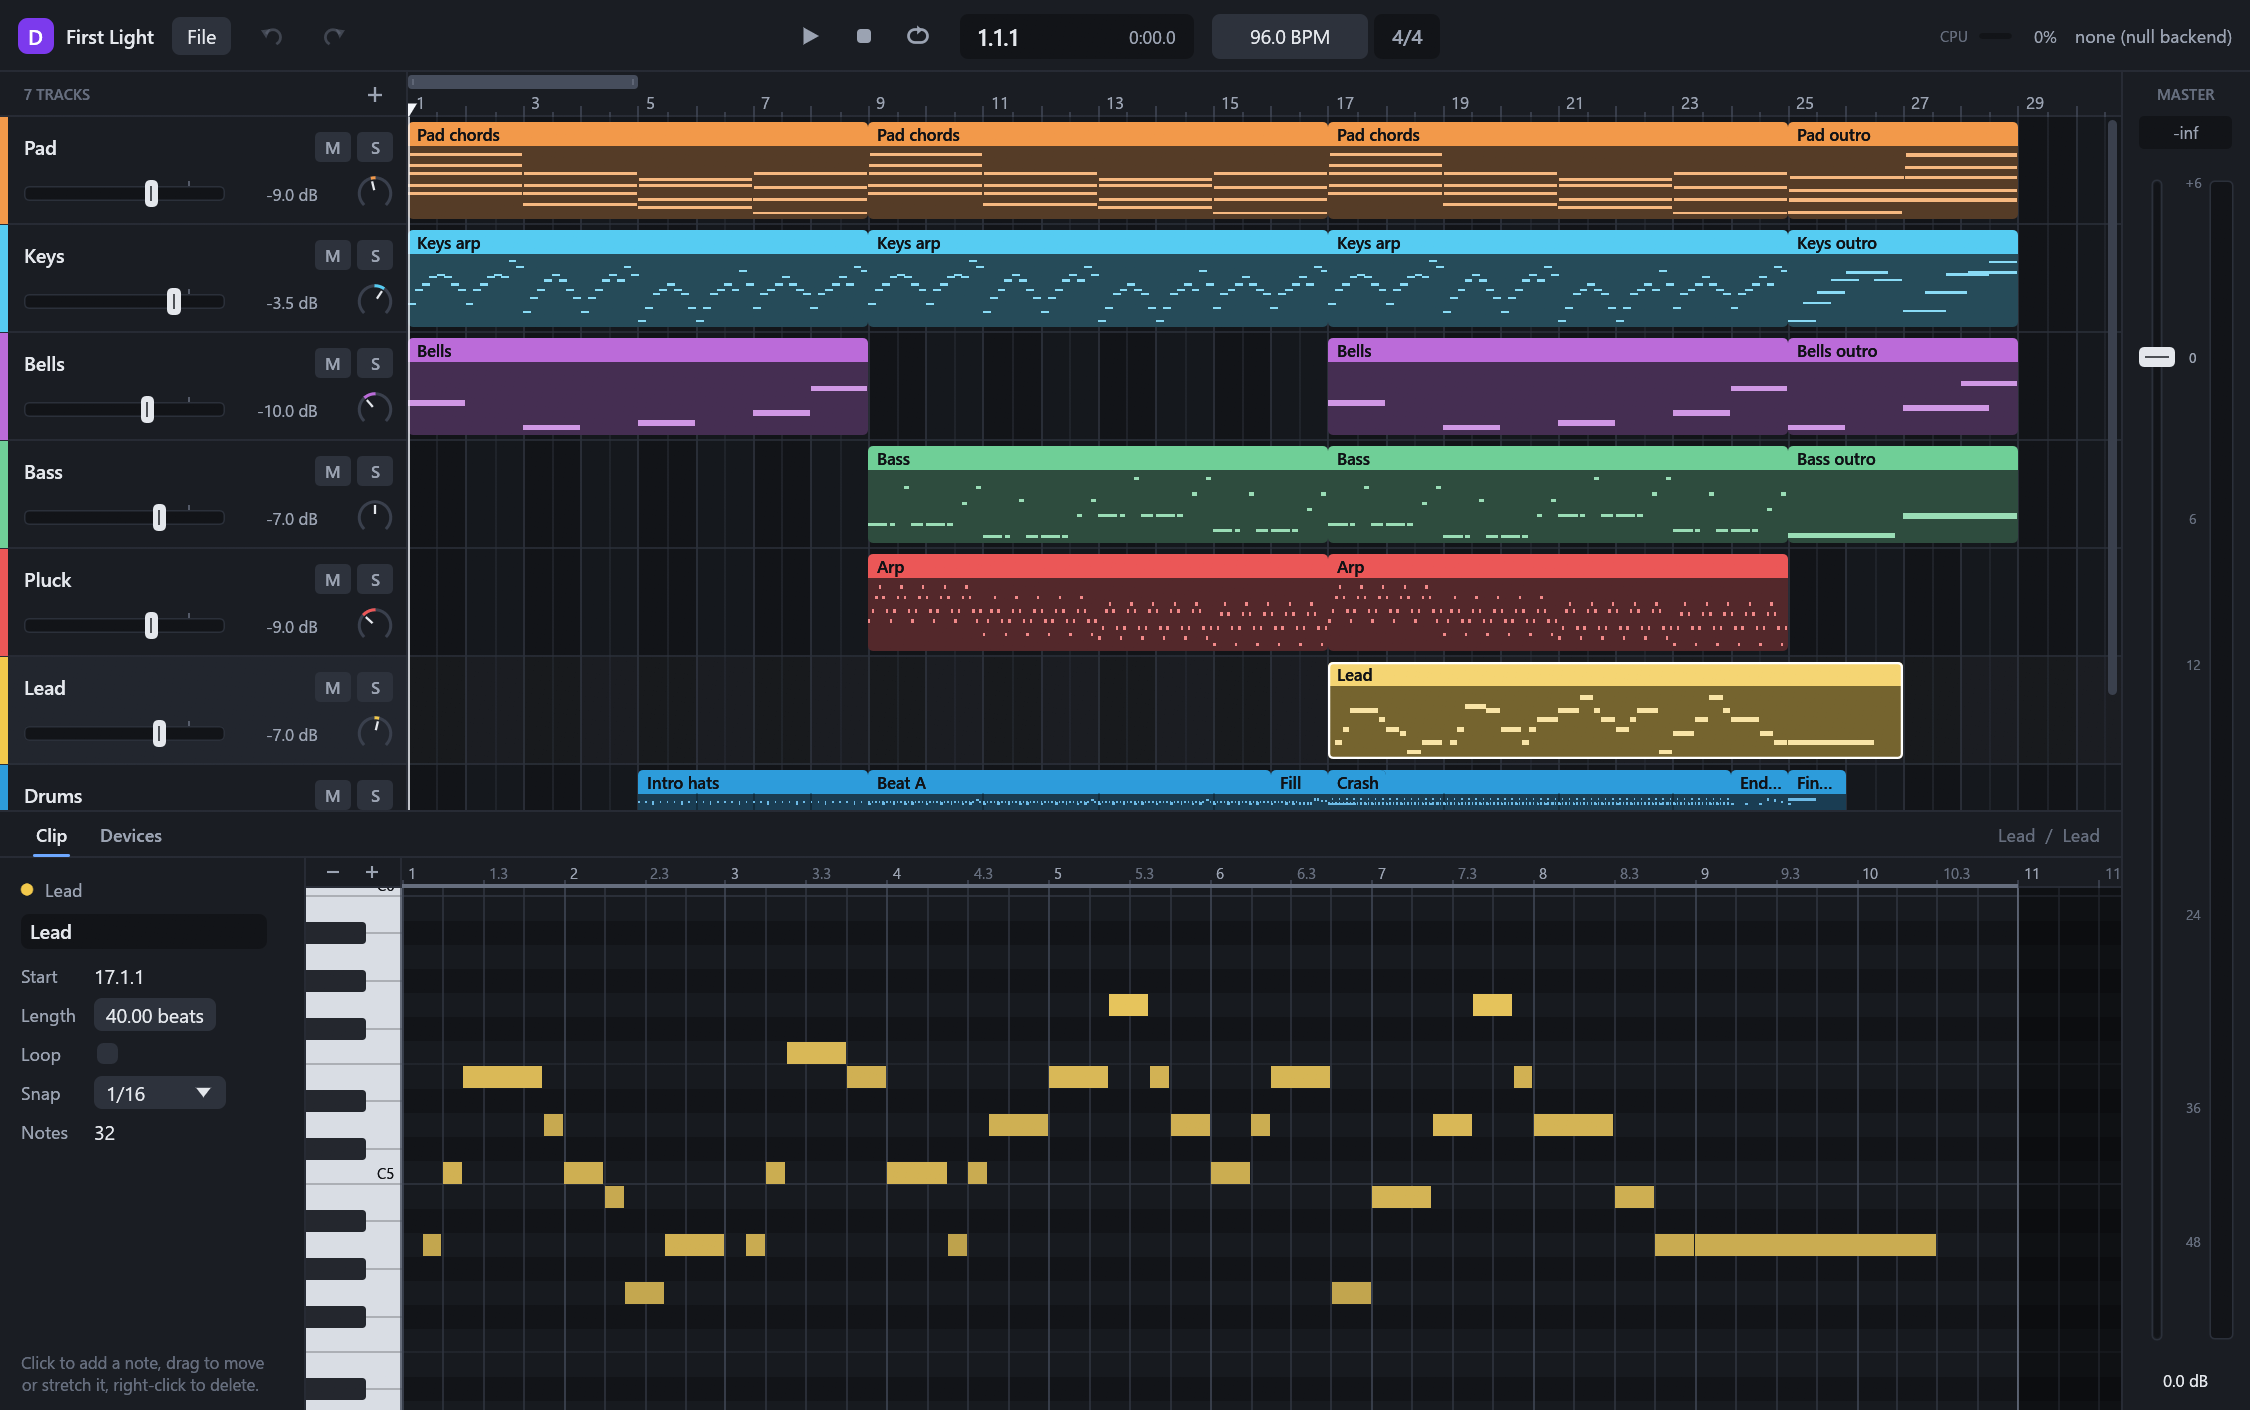 D First Light File 1.1.1 0:00.0 96.0 BPM 4/4 CPU 0% none (null backend)
7 TRACKS + 1 3 5 7 9 11 13 15 17 19 21 23 25 27 29 MASTER
-inf
Pad M S Pad chords Pad chords Pad chords Pad outro
-9.0 dB
+6
Keys M S Keys arp Keys arp Keys arp Keys outro
-3.5 dB
Bells M S Bells Bells Bells outro
0
-10.0 dB
Bass M S Bass Bass Bass outro
-7.0 dB
6
Pluck M S Arp Arp
-9.0 dB
12
Lead M S Lead
-7.0 dB
Drums M S Intro hats Beat A Fill Crash End... Fin...
Clip Devices Lead / Lead
− + 1 1.3 2 2.3 3 3.3 4 4.3 5 5.3 6 6.3 7 7.3 8 8.3 9 9.3 10 10.3 11 11
Lead
Lead
24
Start 17.1.1
Length 40.00 beats
Loop
Snap 1/16
36
Notes 32
C5
48
Click to add a note, drag to move
or stretch it, right-click to delete.
0.0 dB